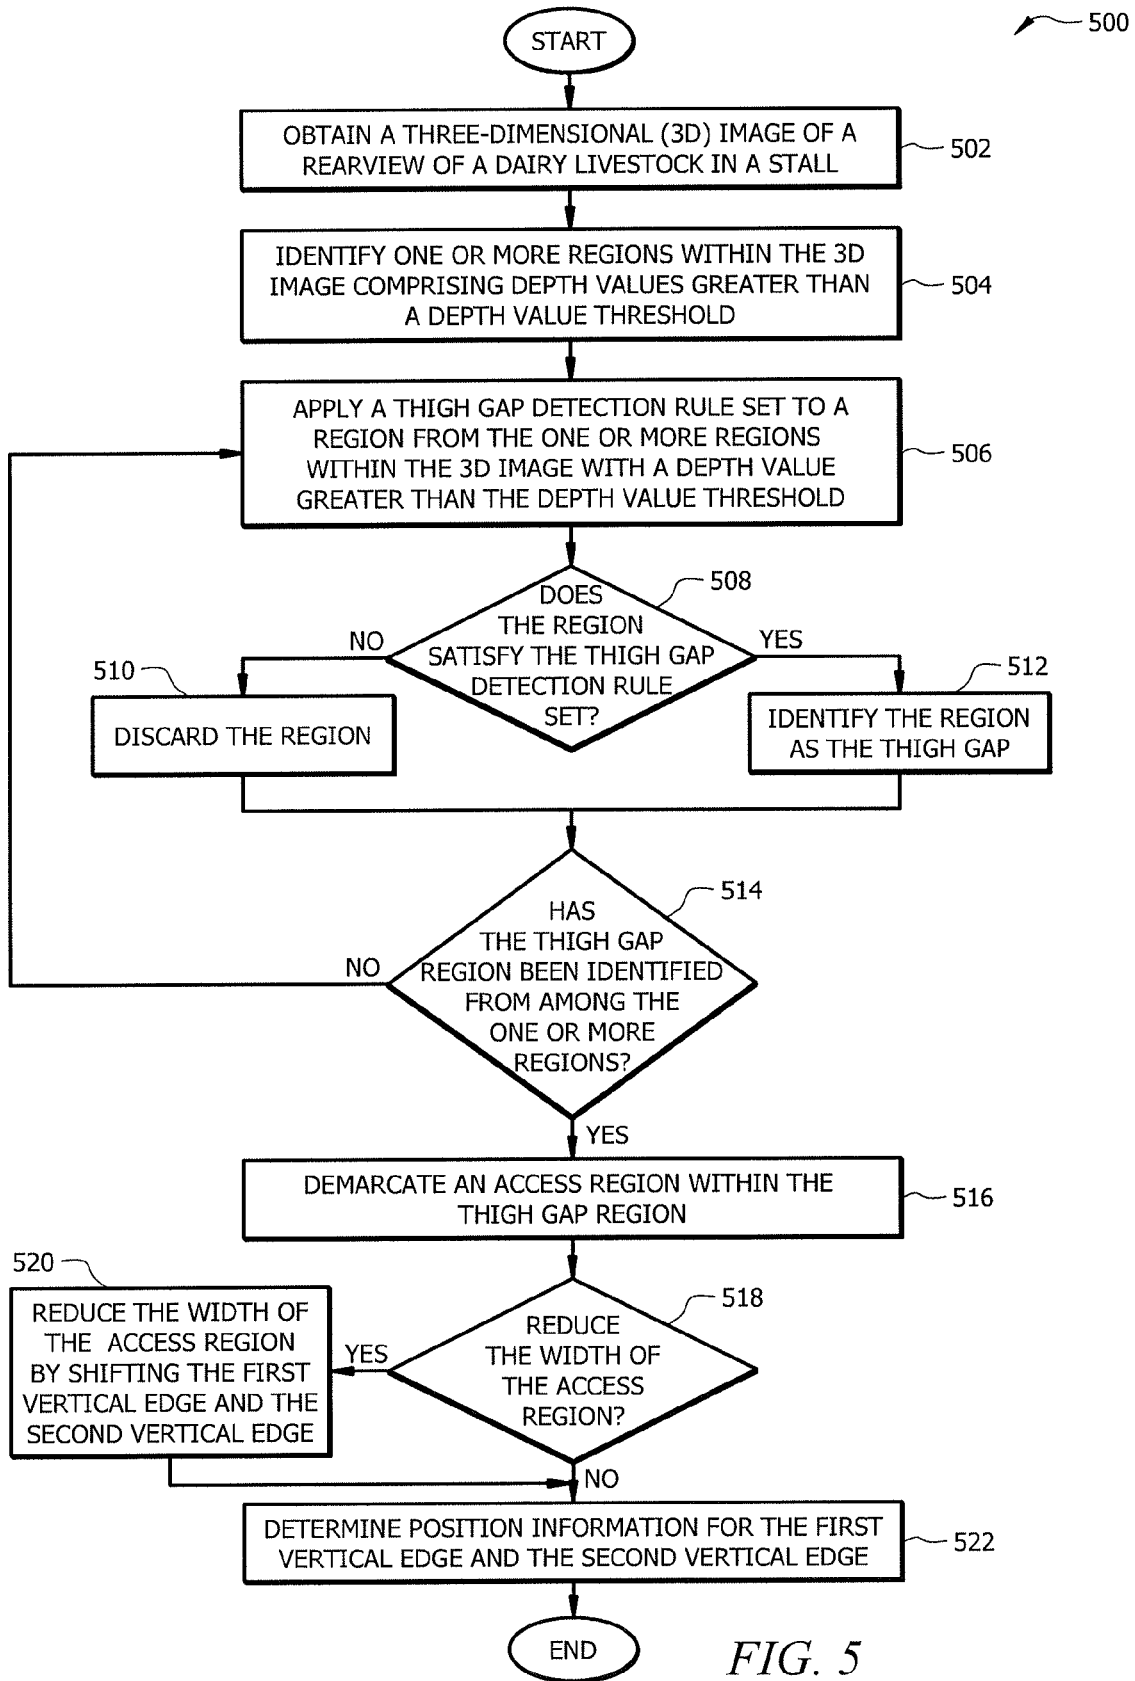 500
START
OBTAIN A THREE-DIMENSIONAL (3D) IMAGE OF A
REARVIEW OF A DAIRY LIVESTOCK IN A STALL
502
IDENTIFY ONE OR MORE REGIONS WITHIN THE 3D
IMAGE COMPRISING DEPTH VALUES GREATER THAN
A DEPTH VALUE THRESHOLD
504
APPLY A THIGH GAP DETECTION RULE SET TO A
REGION FROM THE ONE OR MORE REGIONS
WITHIN THE 3D IMAGE WITH A DEPTH VALUE
GREATER THAN THE DEPTH VALUE THRESHOLD
506
DOES
THE REGION
SATISFY THE THIGH GAP
DETECTION RULE
SET?
508
NO
YES
510
DISCARD THE REGION
512
IDENTIFY THE REGION
AS THE THIGH GAP
HAS
THE THIGH GAP
REGION BEEN IDENTIFIED
FROM AMONG THE
ONE OR MORE
REGIONS?
514
NO
YES
DEMARCATE AN ACCESS REGION WITHIN THE
THIGH GAP REGION
516
REDUCE
THE WIDTH OF
THE ACCESS
REGION?
518
YES
520
REDUCE THE WIDTH OF
THE ACCESS REGION
BY SHIFTING THE FIRST
VERTICAL EDGE AND THE
SECOND VERTICAL EDGE
NO
DETERMINE POSITION INFORMATION FOR THE FIRST
VERTICAL EDGE AND THE SECOND VERTICAL EDGE
522
END
FIG. 5